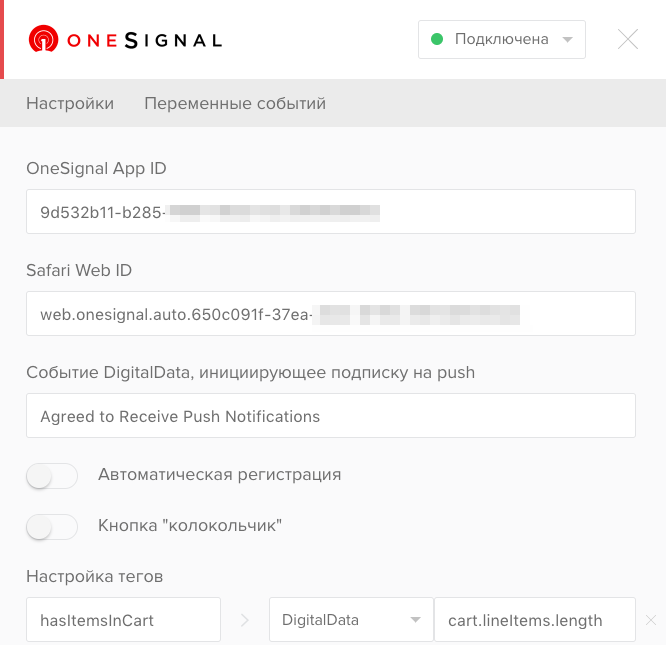 ONESIGNAL
Подключена
Настройки Переменные событий
OneSignal App ID
9d532b11-b285-
Safari Web ID
web.onesignal.auto.650c091f-37ea-
Событие DigitalData, инициирующее подписку на push
Agreed to Receive Push Notifications
Автоматическая регистрация
Кнопка "колокольчик"
Настройка тегов
hasItemsInCart DigitalData cart.lineItems.length